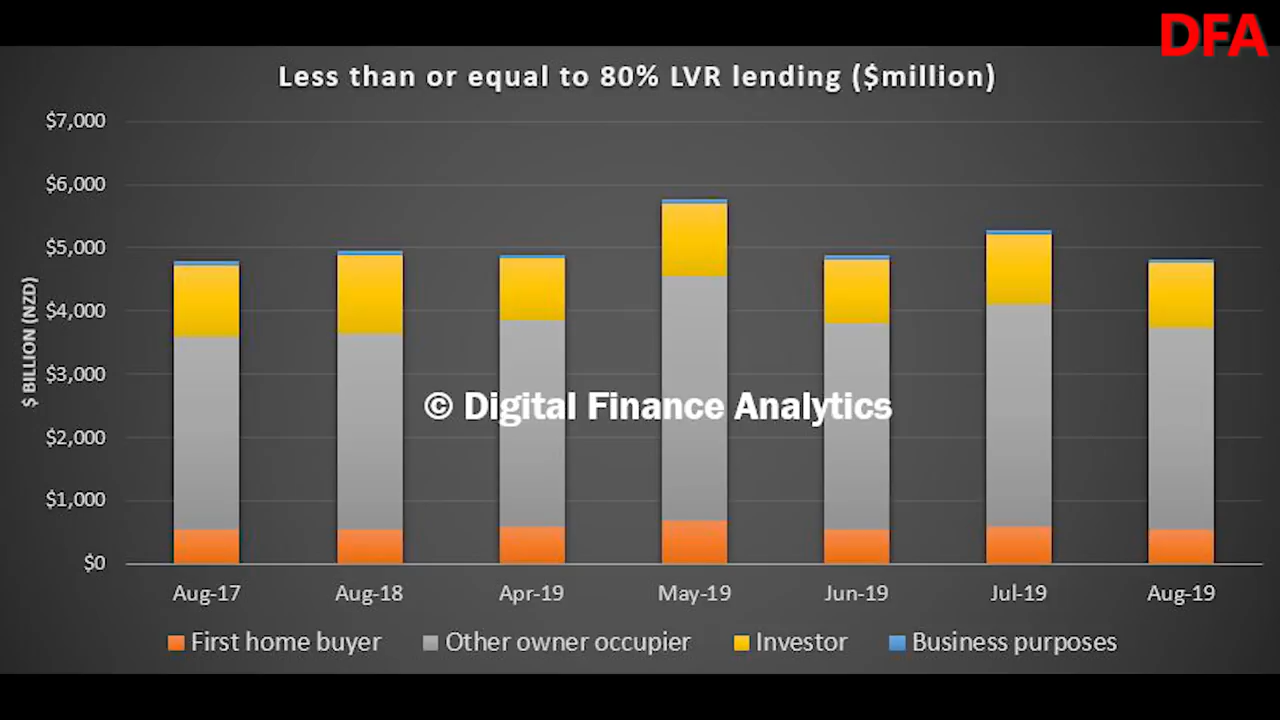 DFA
Less than or equal to 80% LVR lending ($million)
$7,000
$6,000
$5,000
$4,000
$3,000
$2,000
$1,000
$0
$ BILLION (NZD)
© Digital Finance Analytics
Aug-17 Aug-18 Apr-19 May-19 Jun-19 Jul-19 Aug-19
First home buyer Other owner occupier Investor Business purposes